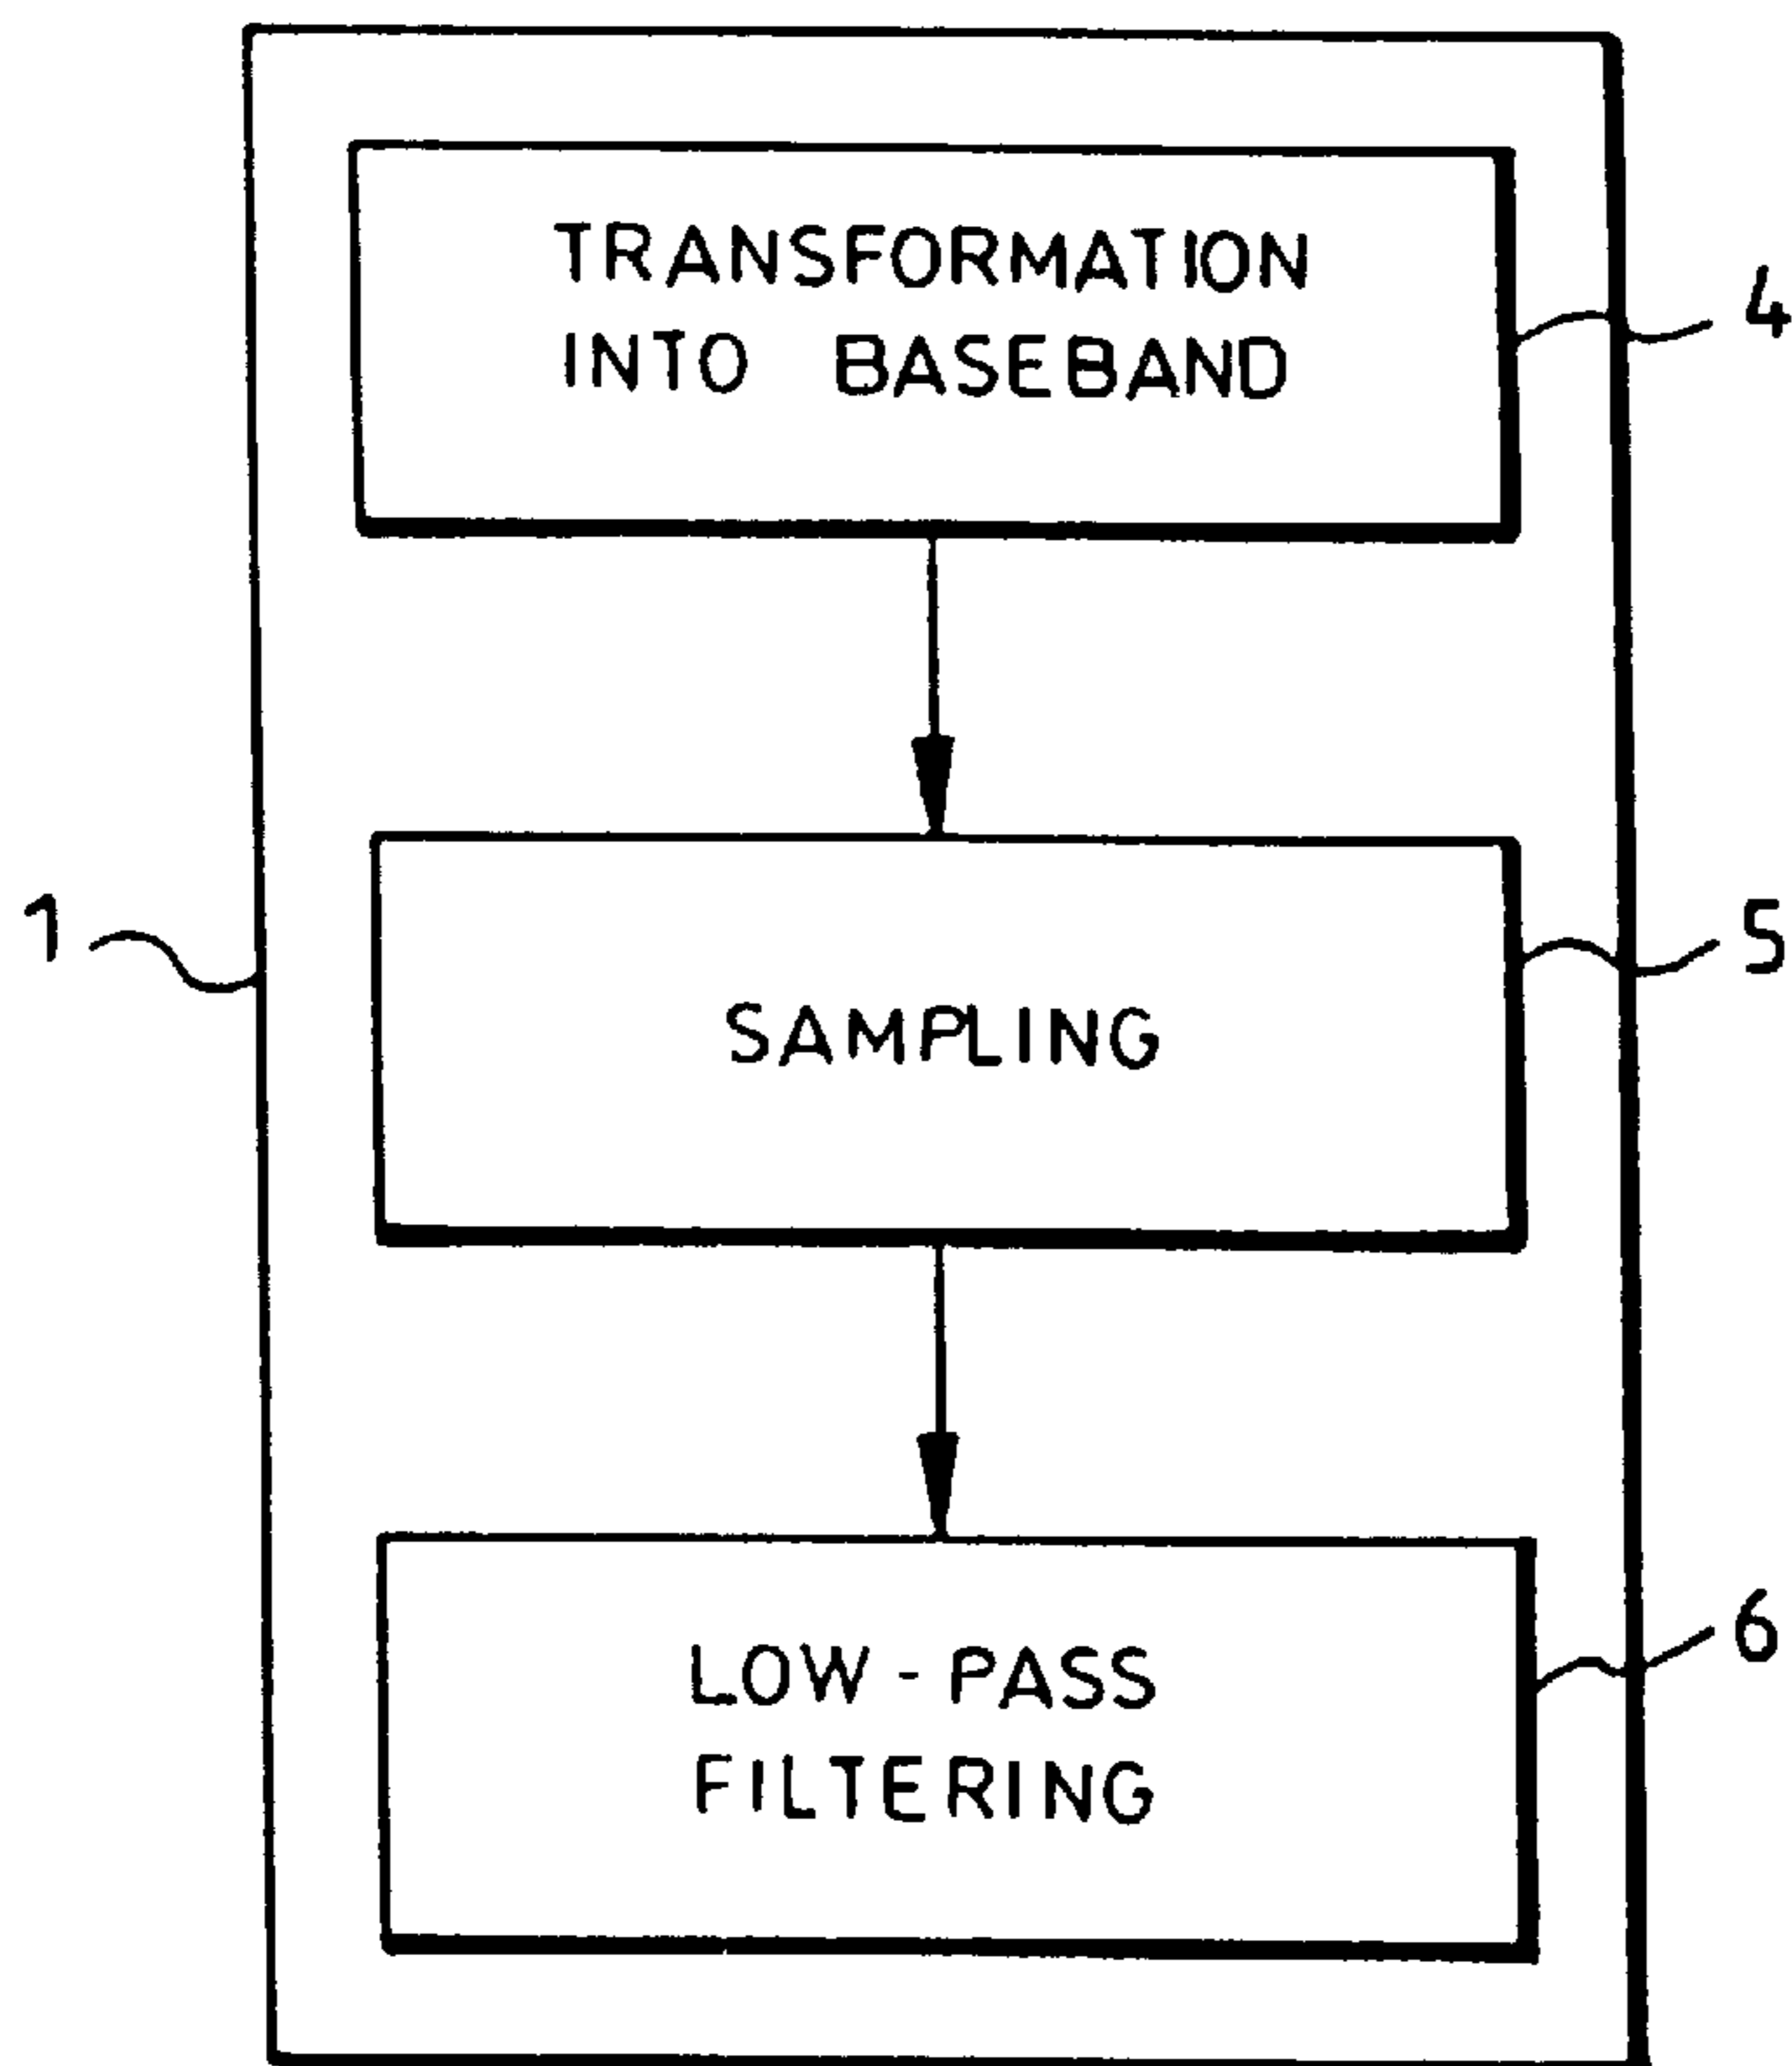 TRANSFORMATION
INTO BASEBAND
4
1
SAMPLING
5
LOW-PASS
FILTERING
6